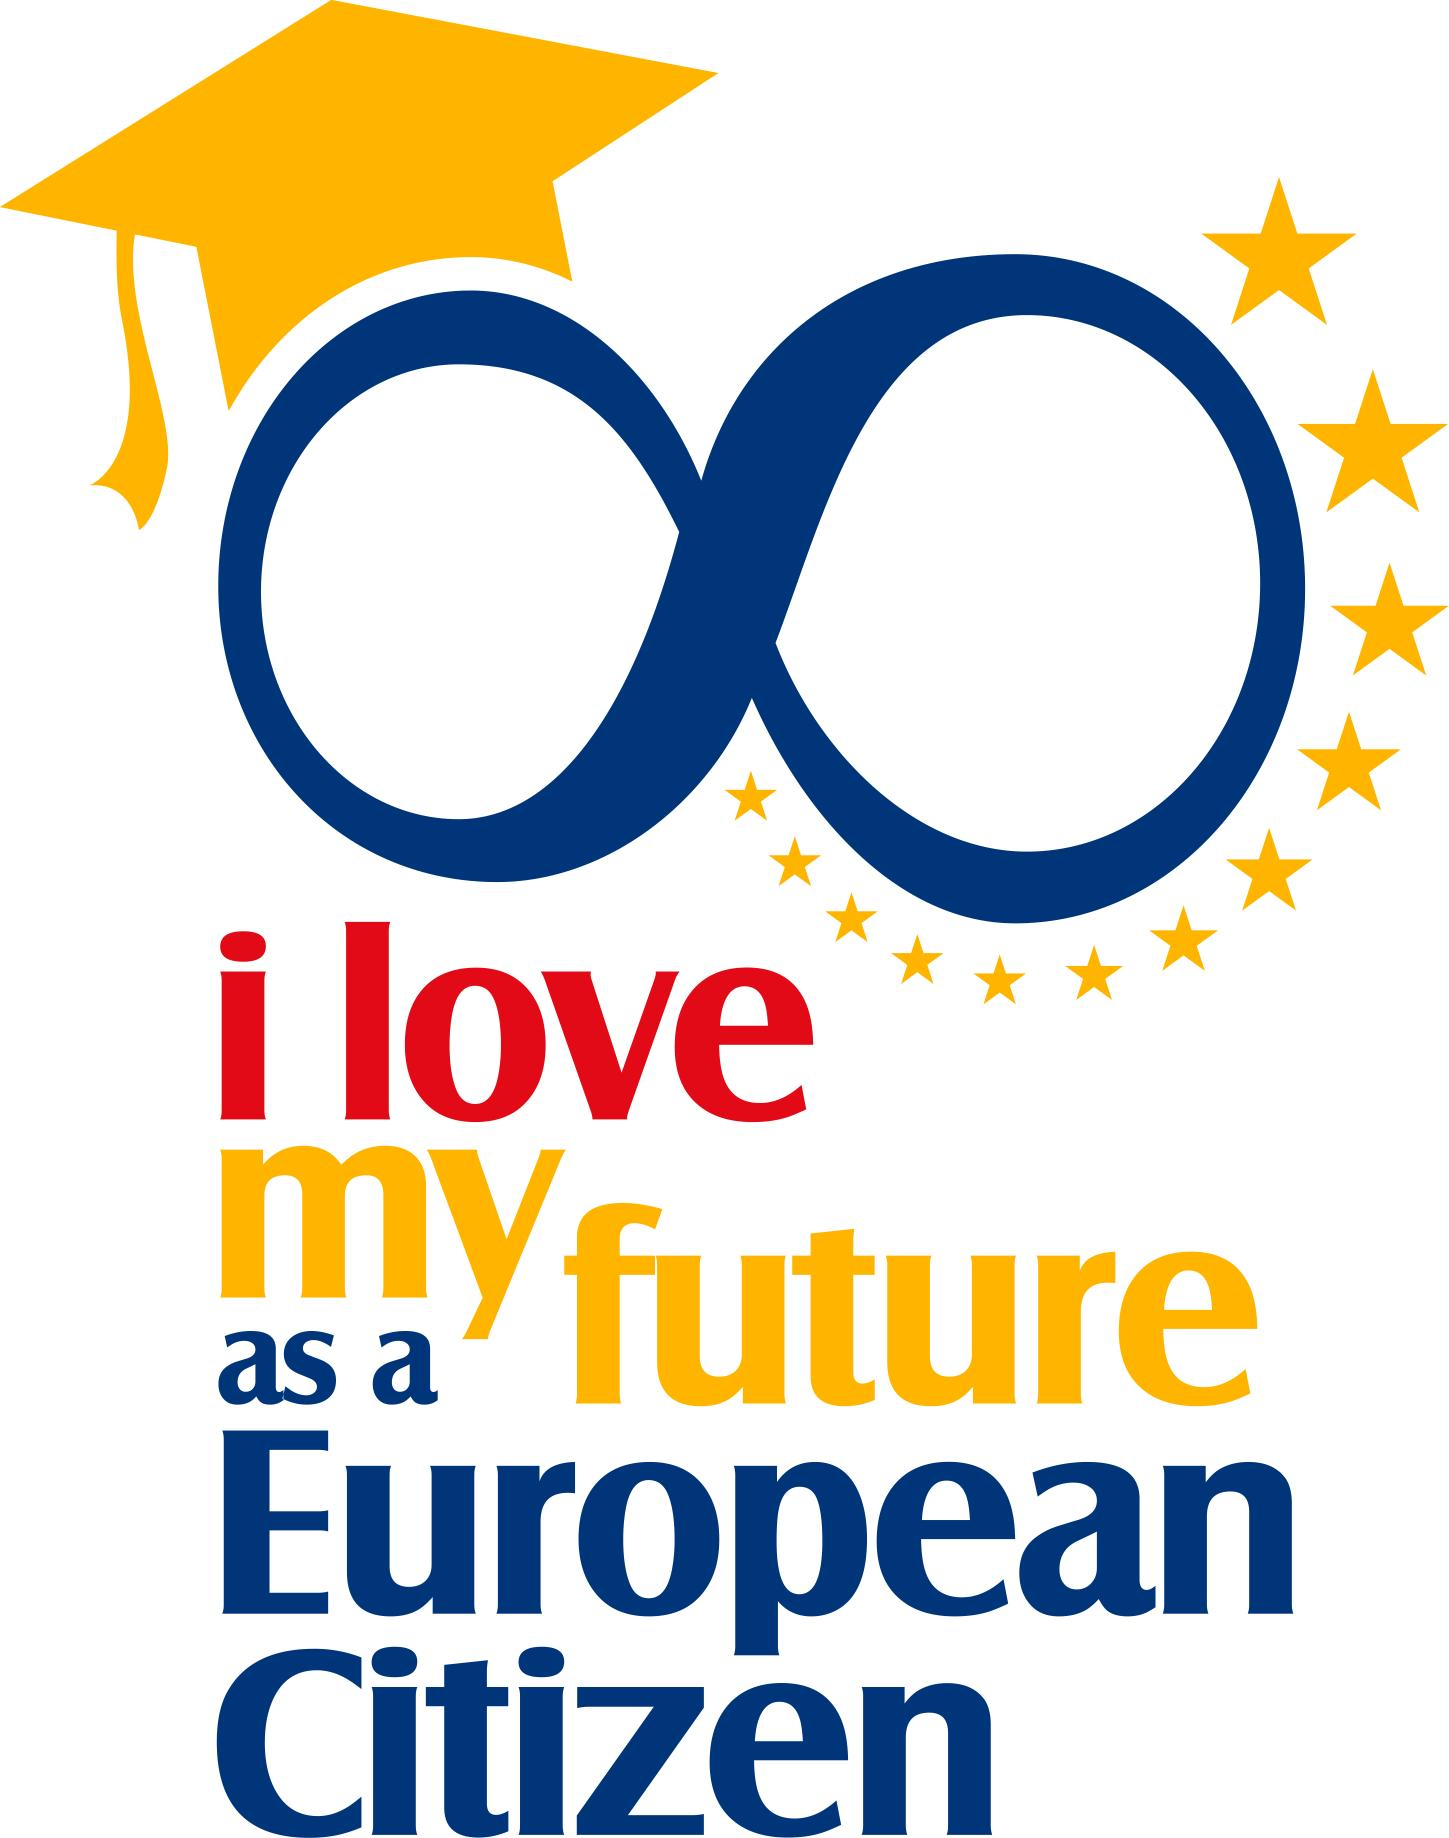 i love
my future
as a
European
Citizen